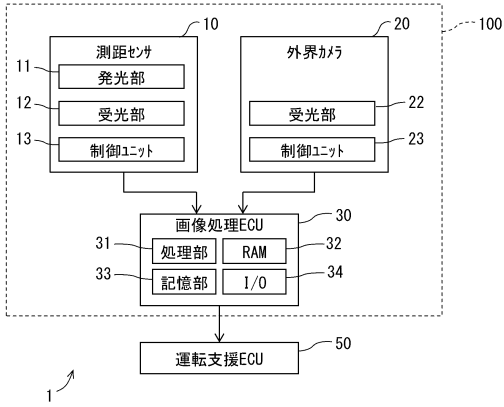 100
10
測距センサ
11
発光部
12
受光部
13
制御ユニット
20
外界カメラ
22
受光部
23
制御ユニット
30
画像処理ECU
31
処理部
RAM
32
33
記憶部
I/O
34
50
運転支援ECU
1